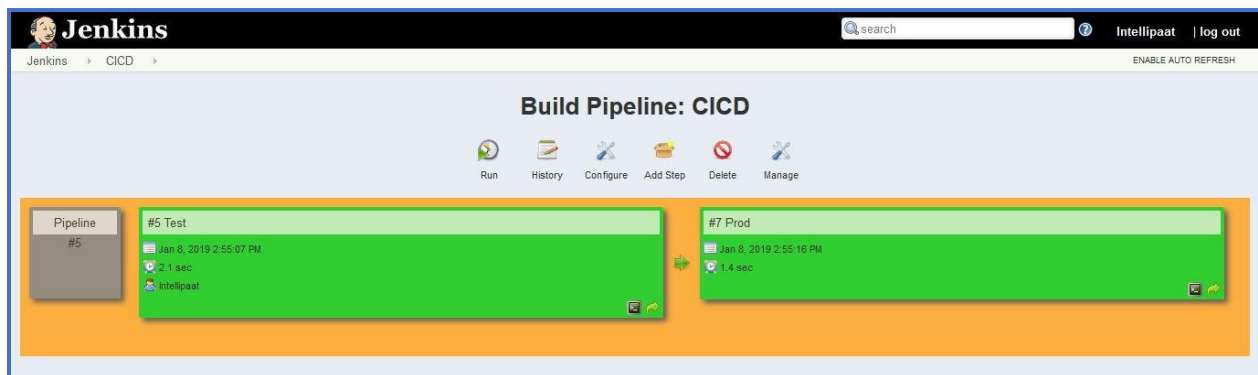 Jenkins
search
Intellipaat | log out
Jenkins CICD
ENABLE AUTO REFRESH
Build Pipeline: CICD
Run History Configure Add Step Delete Manage
Pipeline
#5
#5 Test
Jan 8, 2019 2:55:07 PM
2.1 sec
Intellipaat
#7 Prod
Jan 8, 2019 2:55:16 PM
1.4 sec